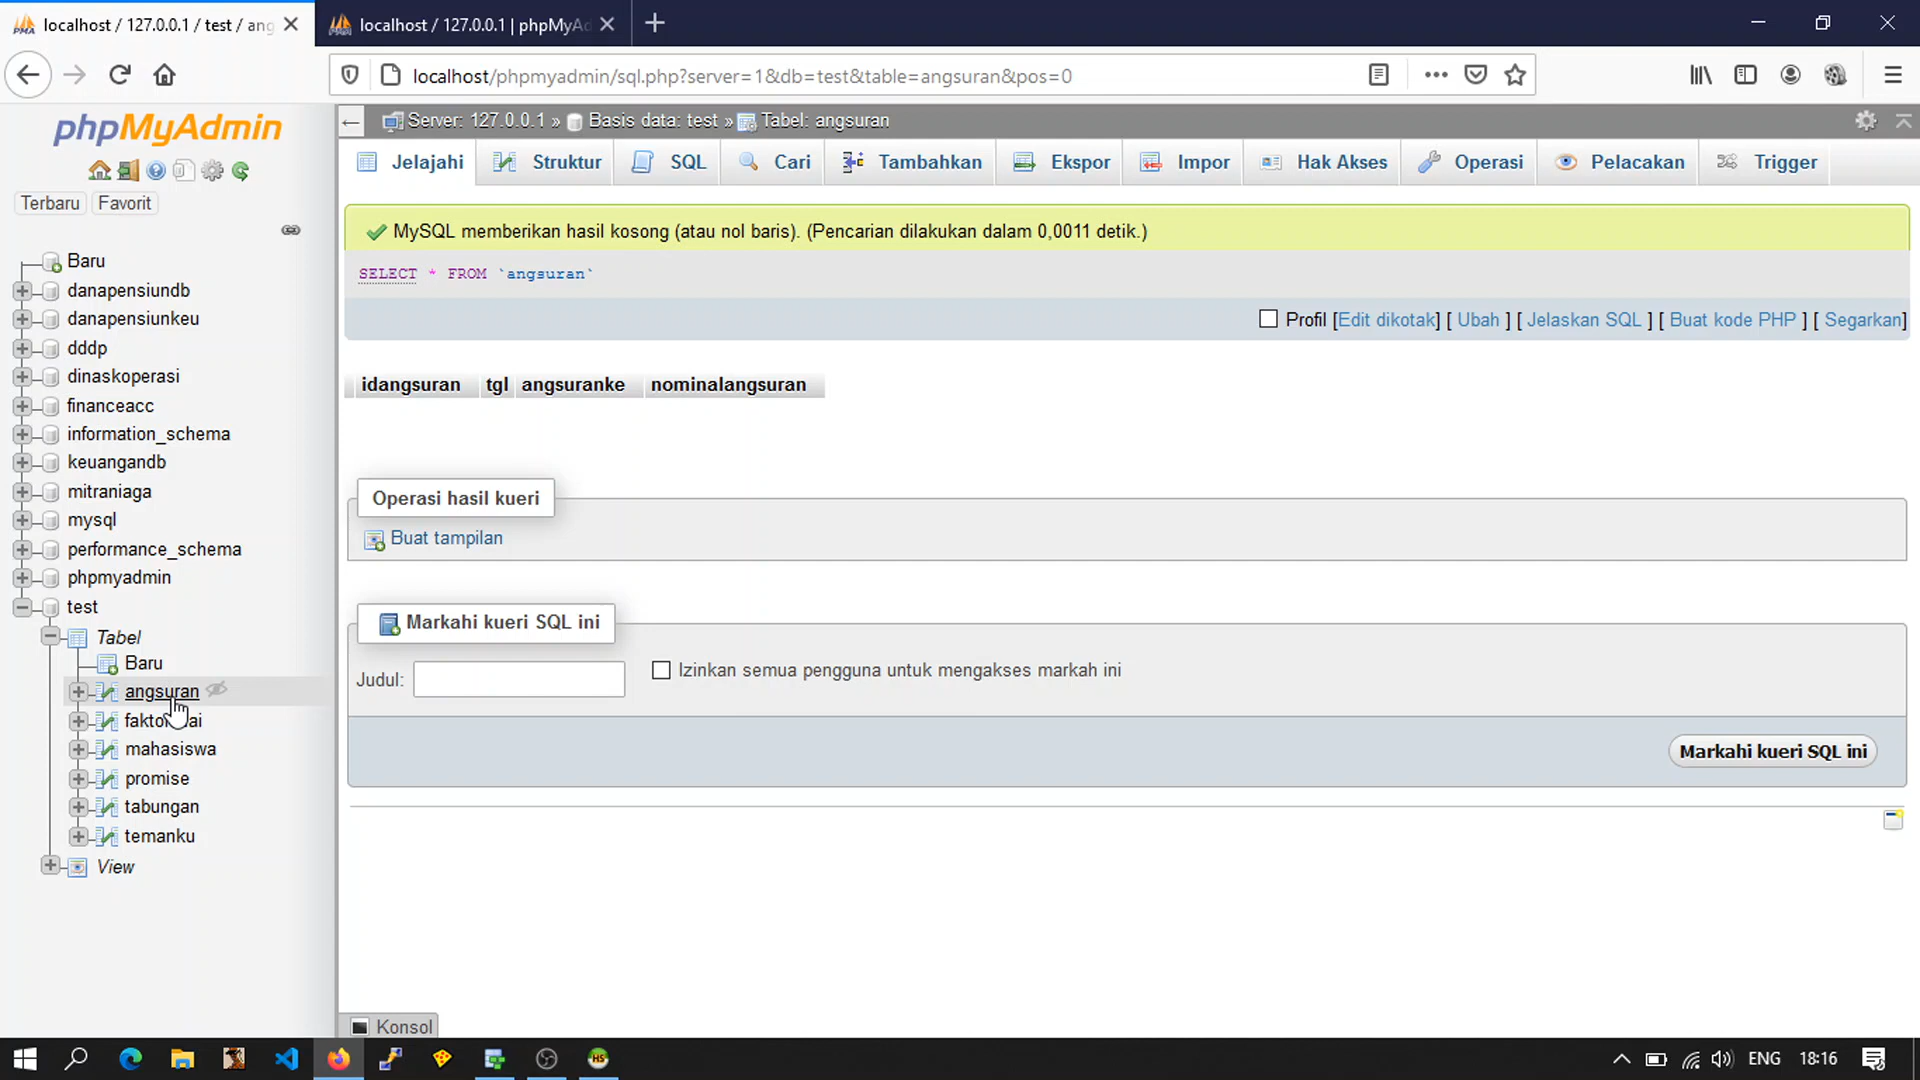 localhost / 127.0.0.1 / test / ang
localhost / 127.0.0.1 | phpMyAd
localhost/phpmyadmin/sql.php?server=1&db=test&table=angsuran&pos=0
phpMyAdmin
Terbaru
Favorit
Baru
danapensiundb
danapensiunkeu
dddp
dinaskoperasi
financeacc
information_schema
keuangandb
mitraniaga
mysql
performance_schema
phpmyadmin
test
Tabel
Baru
angsuran
mahasiswa
promise
tabungan
temanku
View
Server: 127.0.0.1 » Basis data: test » Tabel: angsuran
Jelajahi Struktur SQL Cari Tambahkan Ekspor Impor Hak Akses Operasi Pelacakan Trigger
MySQL memberikan hasil kosong (atau nol baris). (Pencarian dilakukan dalam 0,0011 detik.)
SELECT * FROM `angsuran`
Profil [Edit dikotak] [ Ubah ] [ Jelaskan SQL ] [ Buat kode PHP ] [ Segarkan]
idangsuran tgl angsuranke nominalangsuran
Operasi hasil kueri
Buat tampilan
Markahi kueri SQL ini
Judul:
Izinkan semua pengguna untuk mengakses markah ini
Markahi kueri SQL ini
Konsol
ENG
18:16